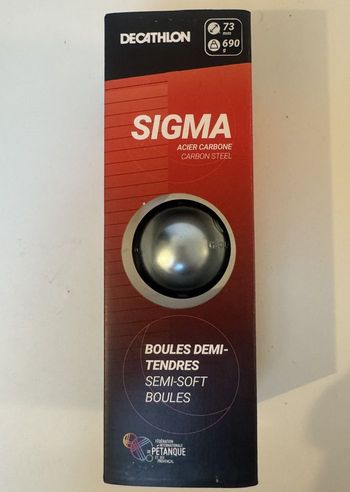 DECATHLON
73
mm
690
g
SIGMA
ACIER CARBONE
CARBON STEEL
BOULES DEMI-
TENDRES
SEMI-SOFT
BOULES
FÉDÉRATION
INTERNATIONALE
DE PÉTANQUE
ET JEU
PROVENÇAL